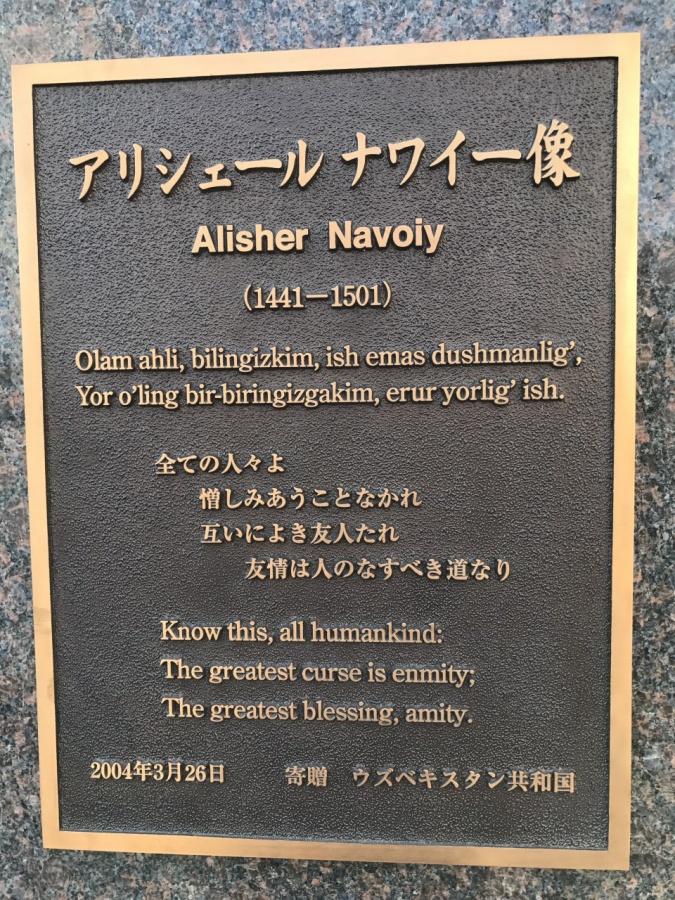 アリシェール ナワイー像
Alisher Navoiy
(1441－1501)
Olam ahli, bilingizkim, ish emas dushmanlig’,
Yor o’ling bir-biringizgakim, erur yorlig’ ish.
全ての人々よ
憎しみあうことなかれ
互いによき友人たれ
友情は人のなすべき道なり
Know this, all humankind:
The greatest curse is enmity;
The greatest blessing, amity.
2004年3月26日 寄贈 ウズベキスタン共和国